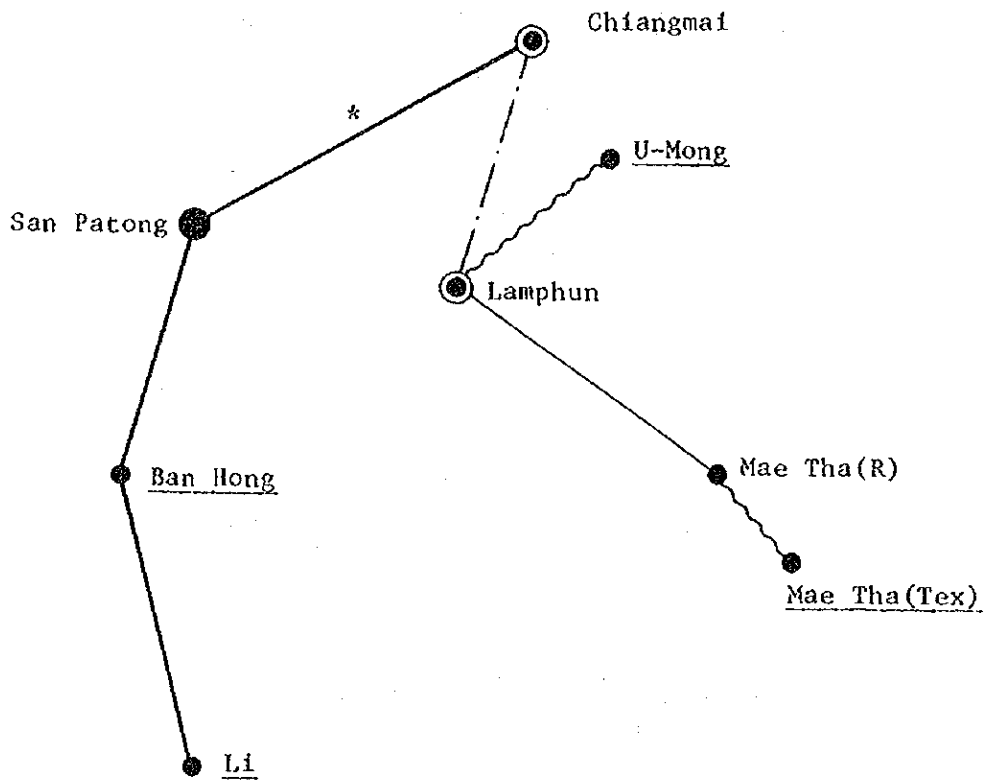 Chiangmai
*
U-Mong
San Patong
Lamphun
Ban Hong
Mae Tha(R)
Mae Tha(Tex)
Li